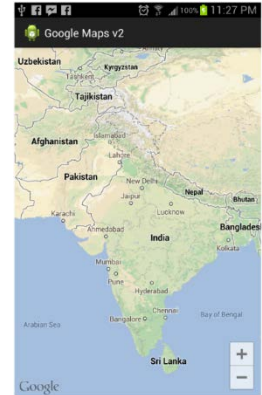 100% 11:27 PM
Google Maps v2
Uzbekistan
Kyrgyzstan
Tashkent
Tajikistan
Afghanistan
Islamabad
Lahore
Pakistan
New Delhi
Nepal
Bhutan
Jaipur
Lucknow
Karachi
Bangladesh
Ahmedabad
India
Kolkata
Mumbai
Pune
Hyderabad
Arabian Sea
Bangalore
Chennai
Bay of Bengal
Sri Lanka
+
−
Google